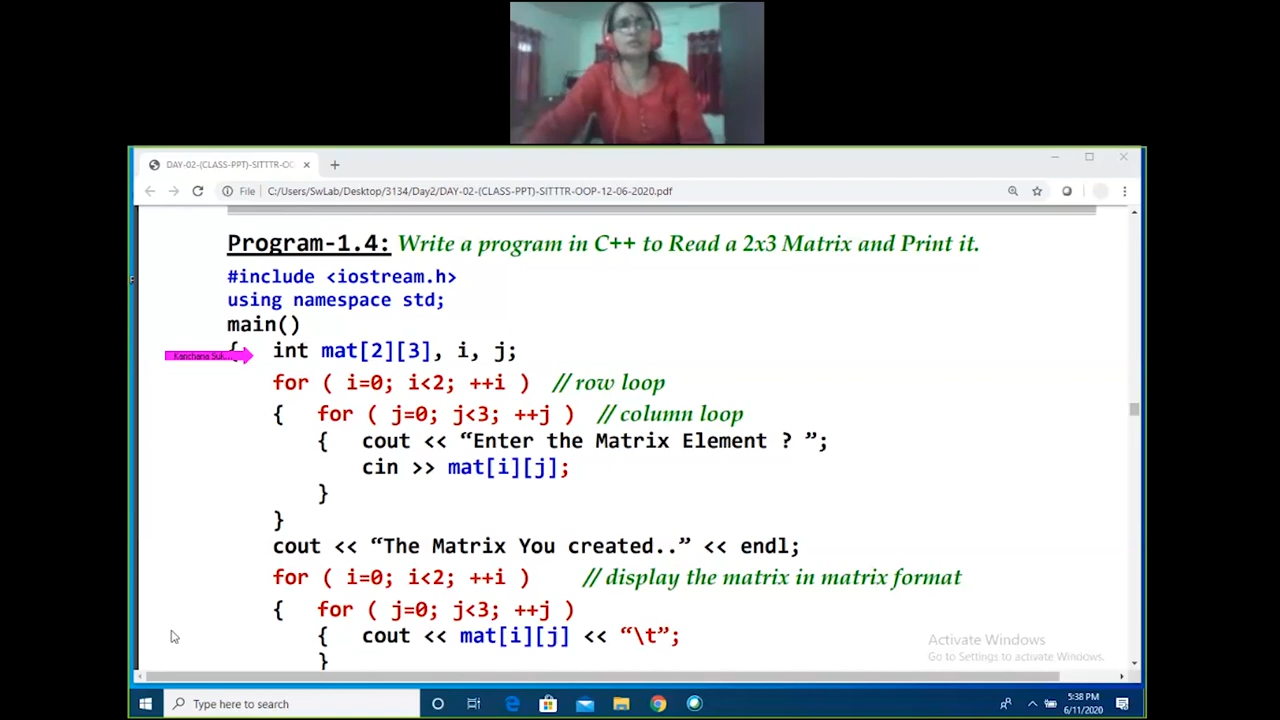 DAY-02-(CLASS-PPT)-SITTTR-OO
File | C:/Users/SwLab/Desktop/3134/Day2/DAY-02-(CLASS-PPT)-SITTTR-OOP-12-06-2020.pdf
Program-1.4: Write a program in C++ to Read a 2x3 Matrix and Print it.
#include <iostream.h>
using namespace std;
main()
Kanchana Suk...
{ int mat[2][3], i, j;
for ( i=0; i<2; ++i ) // row loop
{ for ( j=0; j<3; ++j ) // column loop
{ cout << “Enter the Matrix Element ? ”;
cin >> mat[i][j];
}
}
cout << “The Matrix You created..” << endl;
for ( i=0; i<2; ++i ) // display the matrix in matrix format
{ for ( j=0; j<3; ++j )
{ cout << mat[i][j] << “\t”;
}
Activate Windows
Go to Settings to activate Windows.
Type here to search
5:38 PM
6/11/2020